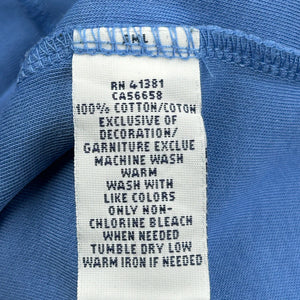 RN 41381
CA56658
100% COTTON/COTON
EXCLUSIVE OF
DECORATION/
GARNITURE EXCLUE
MACHINE WASH
WARM
WASH WITH
LIKE COLORS
ONLY NON-
CHLORINE BLEACH
WHEN NEEDED
TUMBLE DRY LOW
WARM IRON IF NEEDED